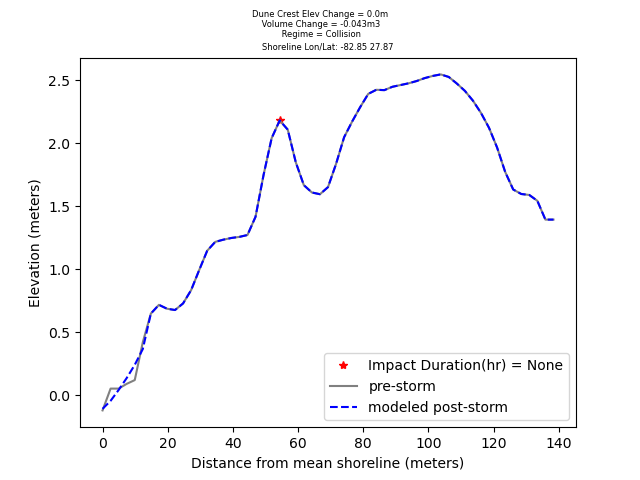 Dune Crest Elev Change = 0.0m
Volume Change = -0.043m3
Regime = Collision
Shoreline Lon/Lat: -82.85 27.87
2.5
2.0
1.5
1.0
0.5
0.0
Elevation (meters)
Impact Duration(hr) = None
pre-storm
modeled post-storm
0 20 40 60 80 100 120 140
Distance from mean shoreline (meters)